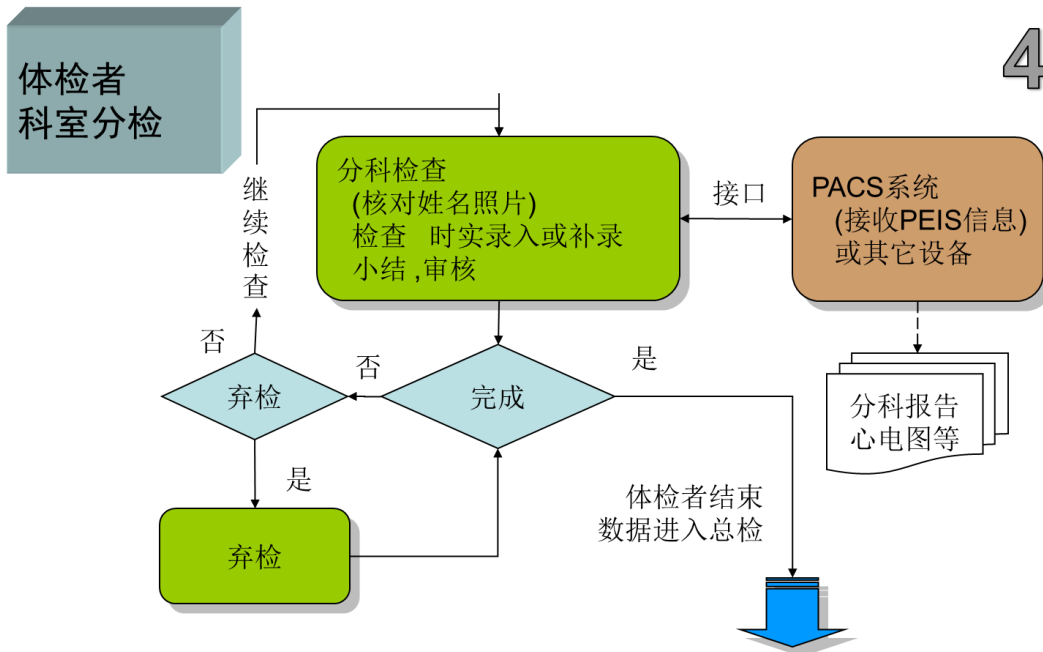 体检者
科室分检
4
分科检查
(核对姓名照片)
检查 时实录入或补录
小结,审核
接口
PACS系统
(接收PEIS信息)
或其它设备
继续检查
否
弃检
否
完成
是
分科报告
心电图等
是
弃检
体检者结束
数据进入总检